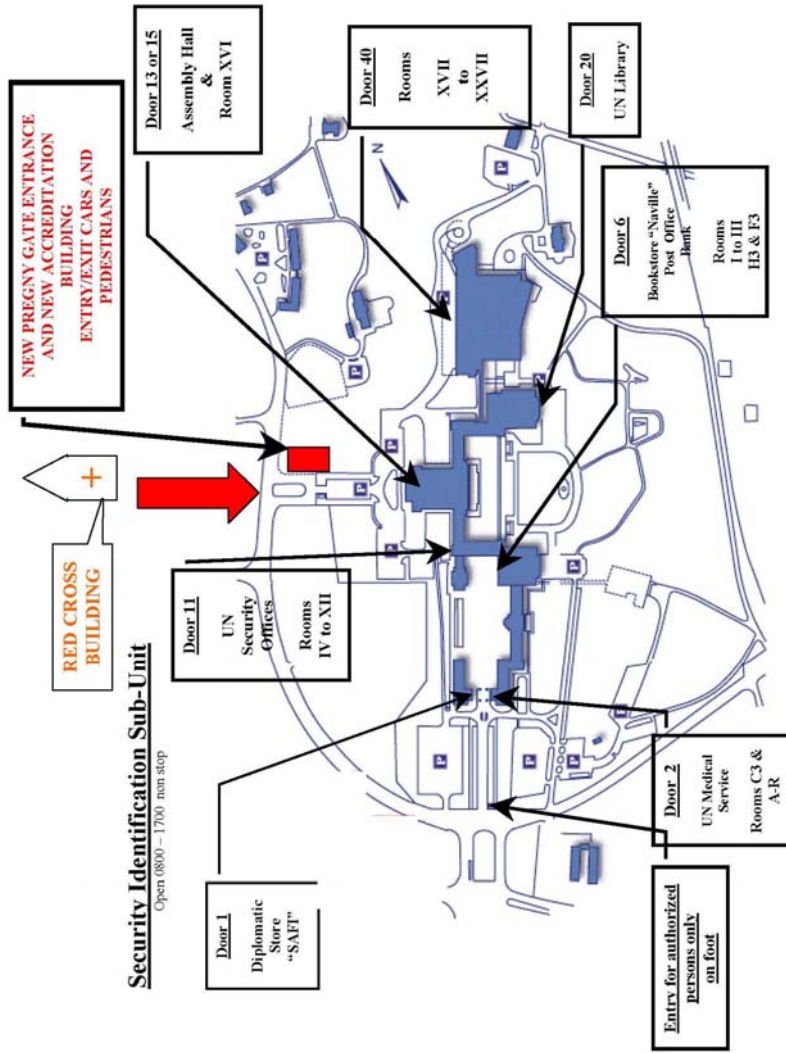 Security Identification Sub-Unit
Open 0800 – 1700 non stop
RED CROSS
BUILDING
NEW PREGNY GATE ENTRANCE
AND NEW ACCREDITATION
BUILDING
ENTRY/EXIT CARS AND
PEDESTRIANS
Door 1
Diplomatic
Store
“SAFI”
Door 11
UN
Security
Offices
Rooms
IV to XII
Door 13 or 15
Assembly Hall
&
Room XVI
Door 40
Rooms
XVII
to
XXVII
Door 20
UN Library
Door 6
Bookstore “Naville”
Post Office
Bank
Rooms
I to III
H3 & F3
Door 2
UN Medical
Service
Rooms C3 &
A-R
Entry for authorized
persons only
on foot
N
P
P
P
P
P
P
P
P
P
P
P
P
P